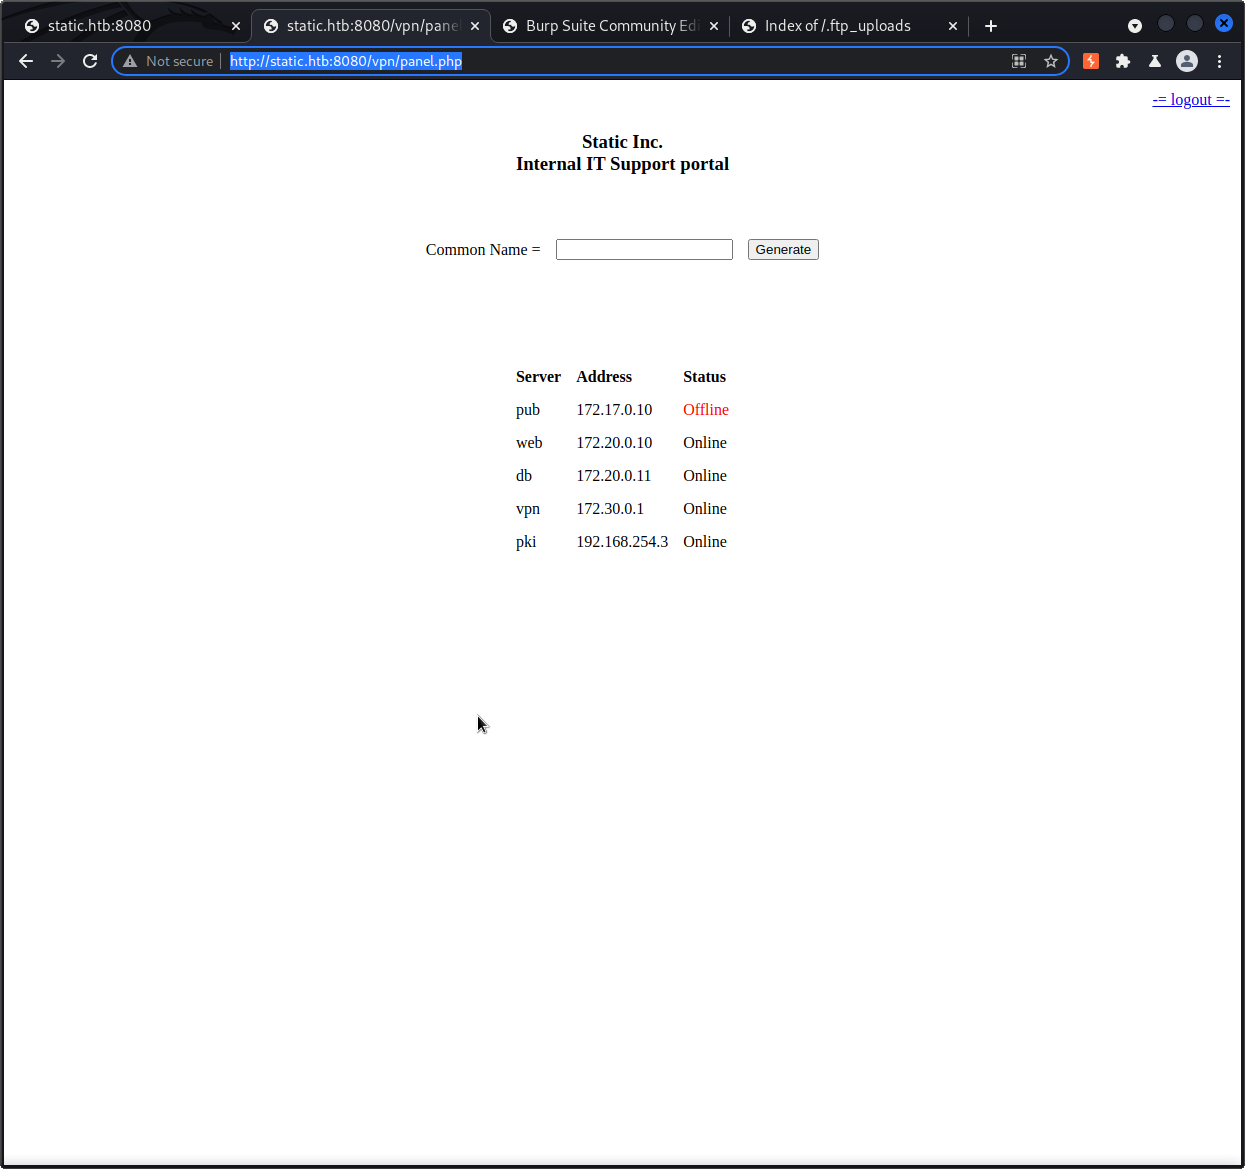 static.htb:8080
static.htb:8080/vpn/pane
Burp Suite Community Edi
Index of /.ftp_uploads
Not secure
http://static.htb:8080/vpn/panel.php
-= logout =-
Static Inc.
Internal IT Support portal
Common Name = Generate
Server Address Status
pub 172.17.0.10 Offline
web 172.20.0.10 Online
db 172.20.0.11 Online
vpn 172.30.0.1 Online
pki 192.168.254.3 Online